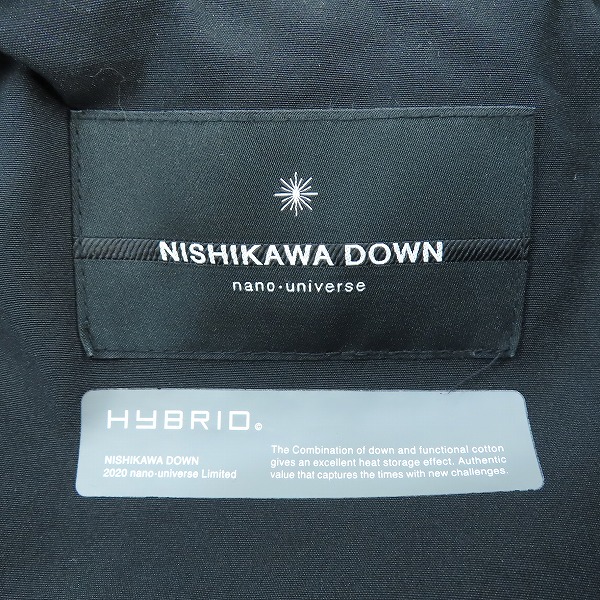 NISHIKAWA DOWN
nano·universe
HYBRID©
NISHIKAWA DOWN
2020 nano·universe Limited
The Combination of down and functional cotton
gives an excellent heat storage effect. Authentic
value that captures the times with new challenges.